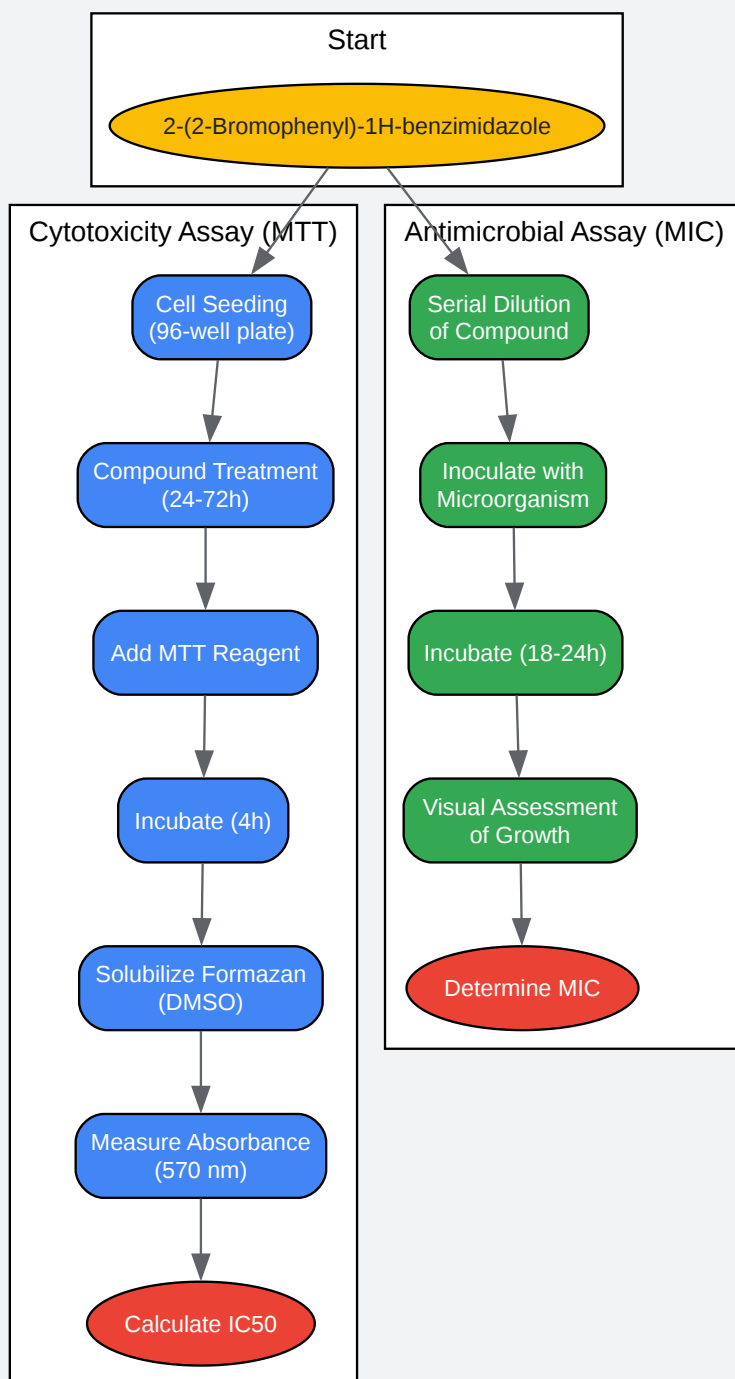 Start
2-(2-Bromophenyl)-1H-benzimidazole
Cytotoxicity Assay (MTT)
Cell Seeding
(96-well plate)
Compound Treatment
(24-72h)
Add MTT Reagent
Incubate (4h)
Solubilize Formazan
(DMSO)
Measure Absorbance
(570 nm)
Calculate IC50
Antimicrobial Assay (MIC)
Serial Dilution
of Compound
Inoculate with
Microorganism
Incubate (18-24h)
Visual Assessment
of Growth
Determine MIC